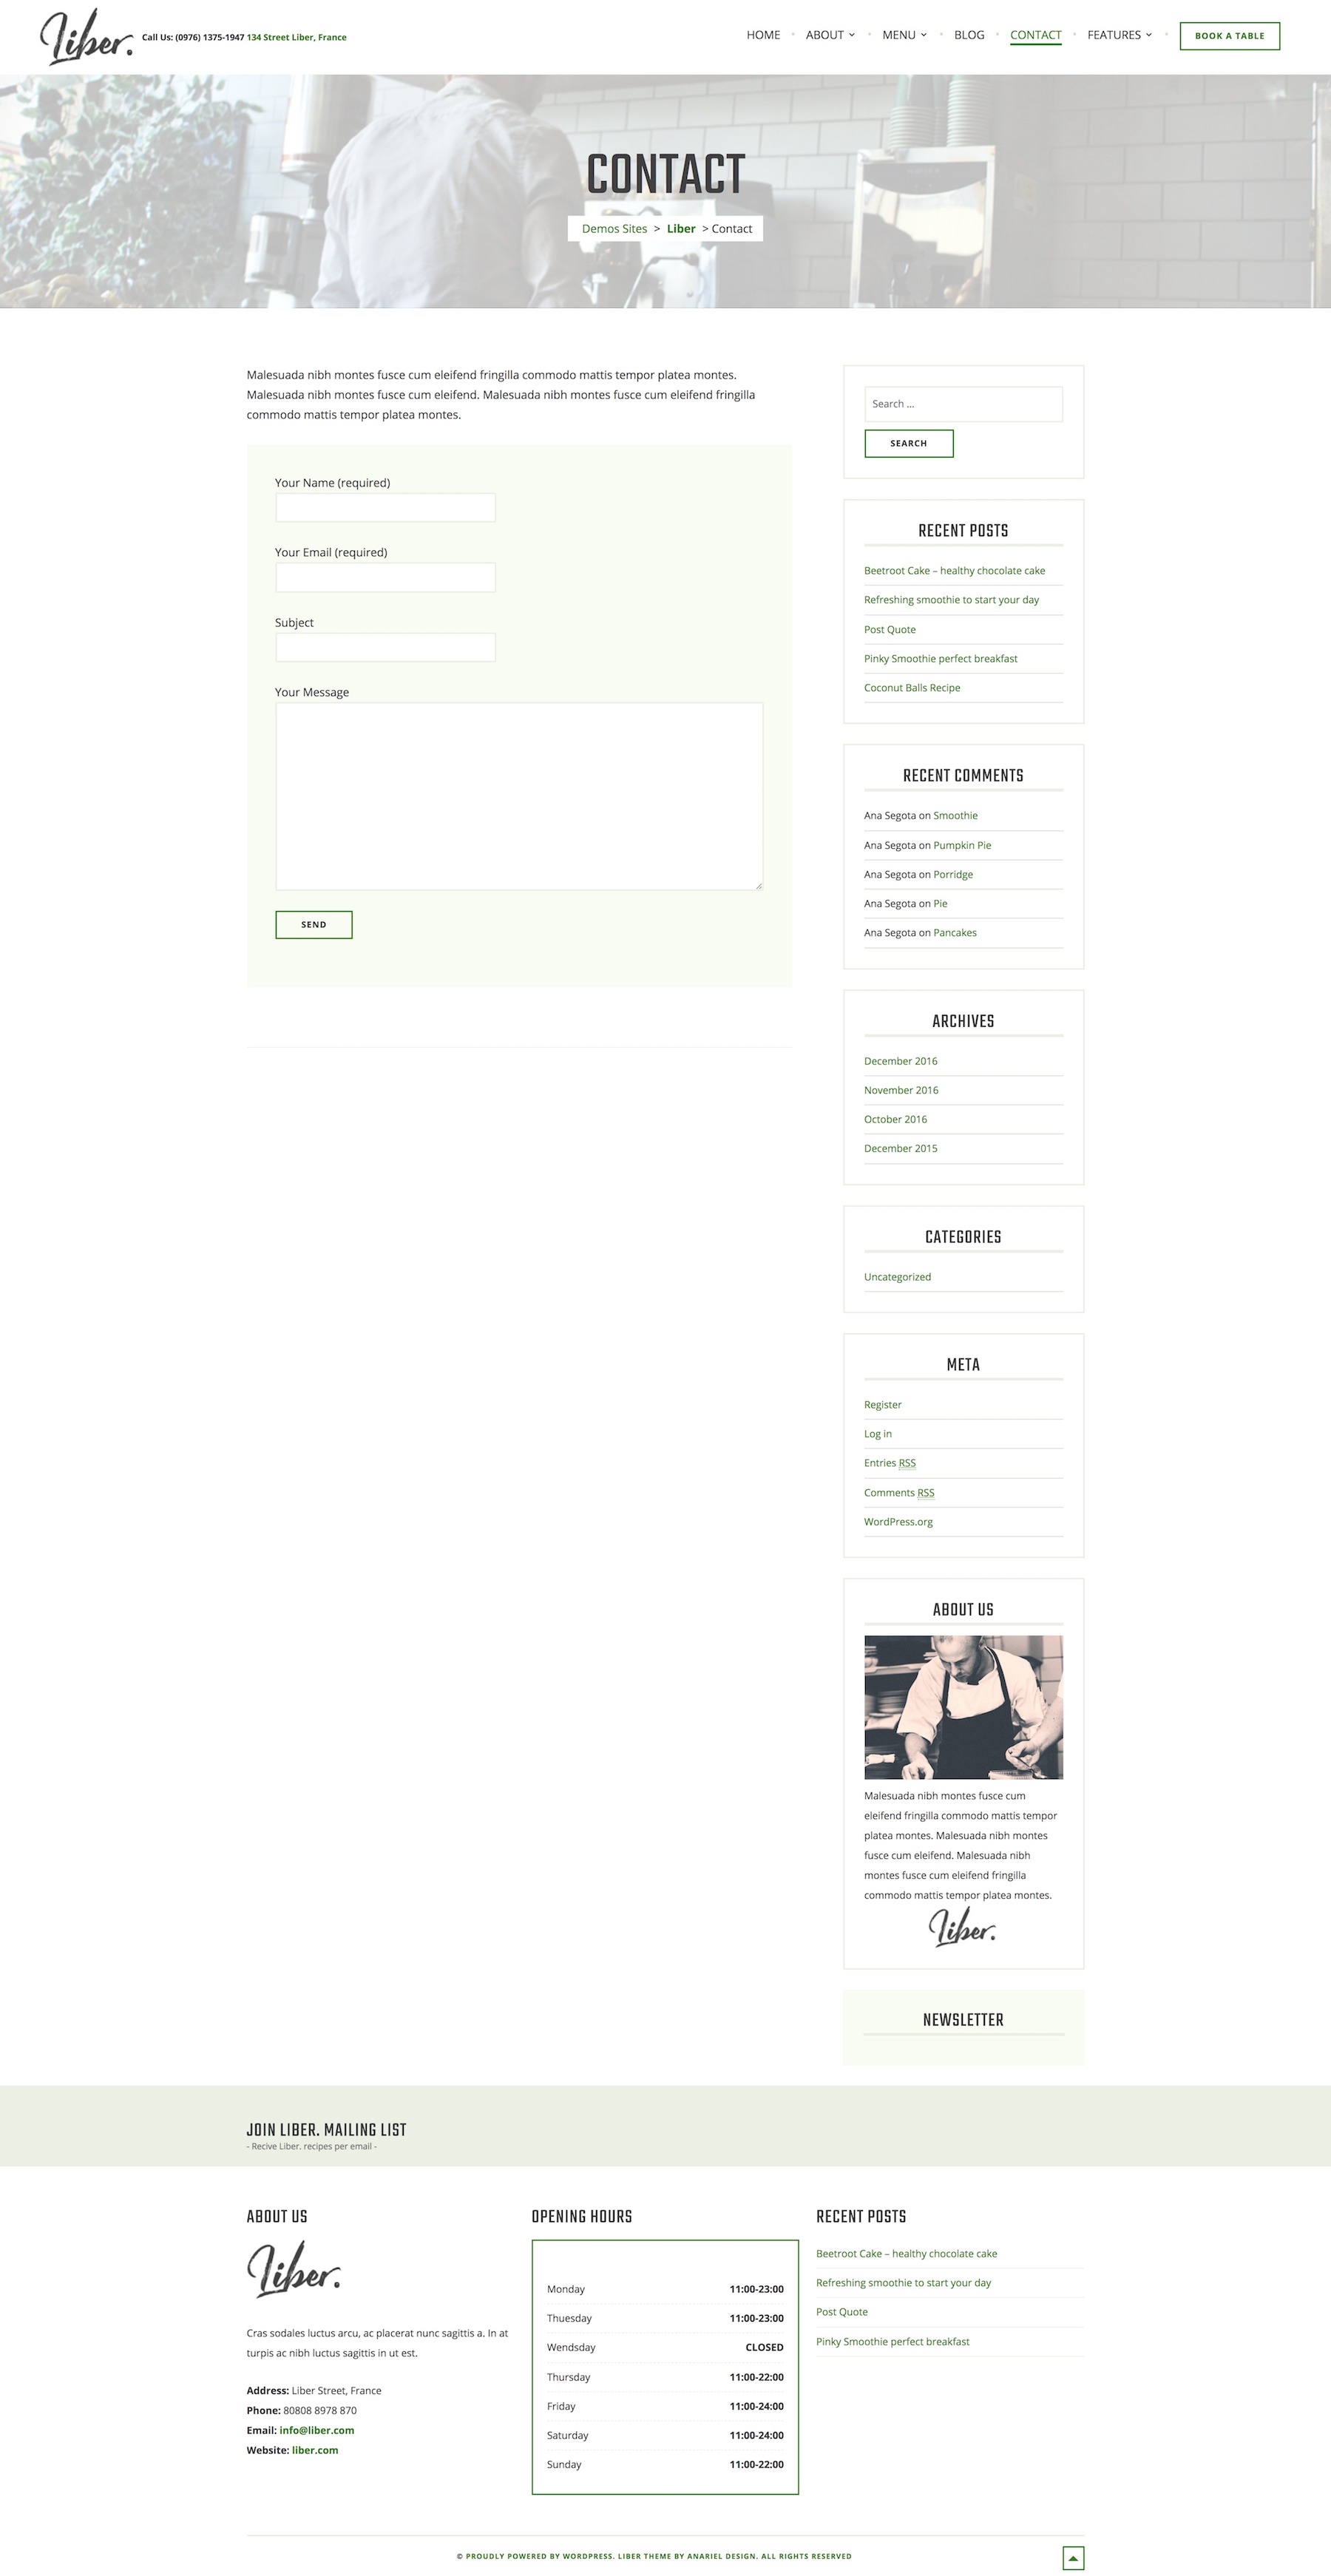 Liber.
Call Us: (0976) 1375-1947 134 Street Liber, France
HOME
ABOUT
MENU
BLOG
CONTACT
FEATURES
BOOK A TABLE
CONTACT
Demos Sites > Liber > Contact
Malesuada nibh montes fusce cum eleifend fringilla commodo mattis tempor platea montes.
Malesuada nibh montes fusce cum eleifend. Malesuada nibh montes fusce cum eleifend fringilla
commodo mattis tempor platea montes.
Your Name (required)
Your Email (required)
Subject
Your Message
SEND
Search ...
SEARCH
RECENT POSTS
Beetroot Cake – healthy chocolate cake
Refreshing smoothie to start your day
Post Quote
Pinky Smoothie perfect breakfast
Coconut Balls Recipe
RECENT COMMENTS
Ana Segota on Smoothie
Ana Segota on Pumpkin Pie
Ana Segota on Porridge
Ana Segota on Pie
Ana Segota on Pancakes
ARCHIVES
December 2016
November 2016
October 2016
December 2015
CATEGORIES
Uncategorized
META
Register
Log in
Entries RSS
Comments RSS
WordPress.org
ABOUT US
Malesuada nibh montes fusce cum
eleifend fringilla commodo mattis tempor
platea montes. Malesuada nibh montes
fusce cum eleifend. Malesuada nibh
montes fusce cum eleifend fringilla
commodo mattis tempor platea montes.
Liber.
NEWSLETTER
JOIN LIBER. MAILING LIST
- Recive Liber. recipes per email -
ABOUT US
Liber.
Cras sodales luctus arcu, ac placerat nunc sagittis a. In at
turpis ac nibh luctus sagittis in ut est.
Address: Liber Street, France
Phone: 80808 8978 870
Email: info@liber.com
Website: liber.com
OPENING HOURS
Monday 11:00-23:00
Thuesday 11:00-23:00
Wendsday CLOSED
Thursday 11:00-22:00
Friday 11:00-24:00
Saturday 11:00-24:00
Sunday 11:00-22:00
RECENT POSTS
Beetroot Cake – healthy chocolate cake
Refreshing smoothie to start your day
Post Quote
Pinky Smoothie perfect breakfast
© PROUDLY POWERED BY WORDPRESS. LIBER THEME BY ANARIEL DESIGN. ALL RIGHTS RESERVED